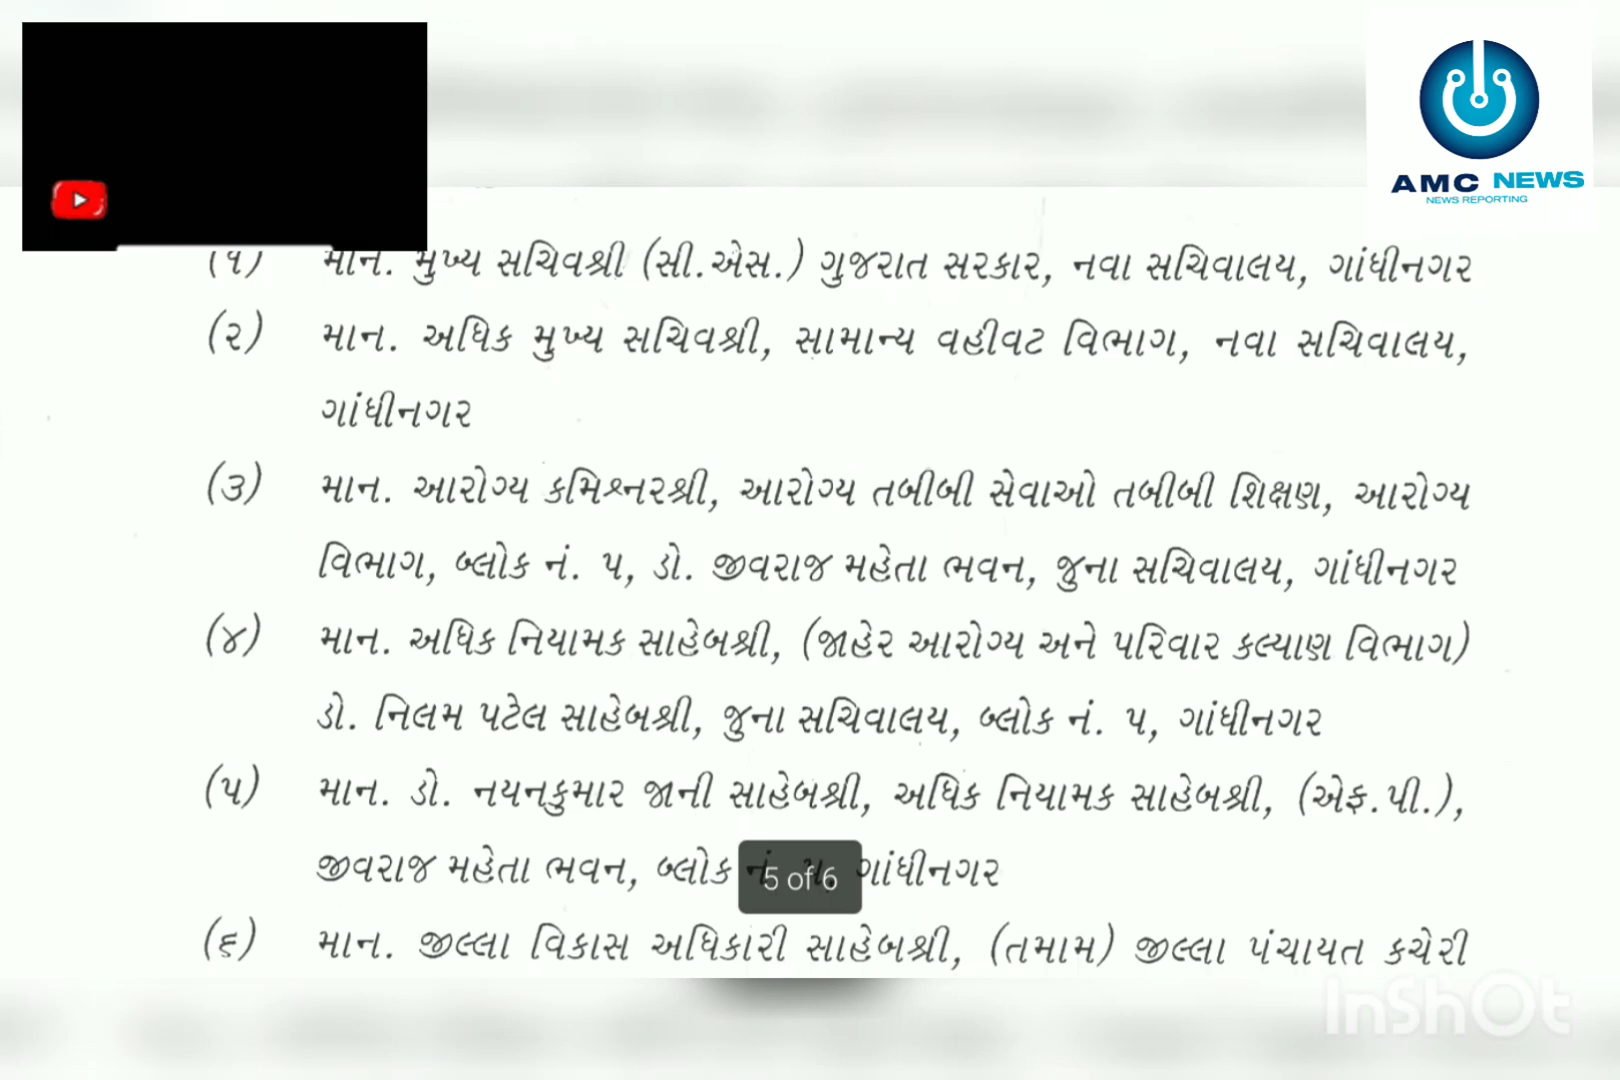 AMC NEWS
NEWS REPORTING
(૧) માન. મુખ્ય સચિવશ્રી (સી.એસ.) ગુજરાત સરકાર, નવા સચિવાલય, ગાંધીનગર
(૨) માન. અધિક મુખ્ય સચિવશ્રી, સામાન્ય વહીવટ વિભાગ, નવા સચિવાલય,
ગાંધીનગર
(૩) માન. આરોગ્ય કમિશ્નરશ્રી, આરોગ્ય તબીબી સેવાઓ તબીબી શિક્ષણ, આરોગ્ય
વિભાગ, બ્લોક નં. ૫, ડો. જીવરાજ મહેતા ભવન, જુના સચિવાલય, ગાંધીનગર
(૪) માન. અધિક નિયામક સાહેબશ્રી, (જાહેર આરોગ્ય અને પરિવાર કલ્યાણ વિભાગ)
ડો. નિલમ પટેલ સાહેબશ્રી, જુના સચિવાલય, બ્લોક નં. ૫, ગાંધીનગર
(૫) માન. ડો. નયનકુમાર જાની સાહેબશ્રી, અધિક નિયામક સાહેબશ્રી, (એફ.પી.),
જીવરાજ મહેતા ભવન, બ્લોક નં. ૫, ગાંધીનગર
5 of 6
(૬) માન. જીલ્લા વિકાસ અધિકારી સાહેબશ્રી, (તમામ) જીલ્લા પંચાયત કચેરી
InShOt